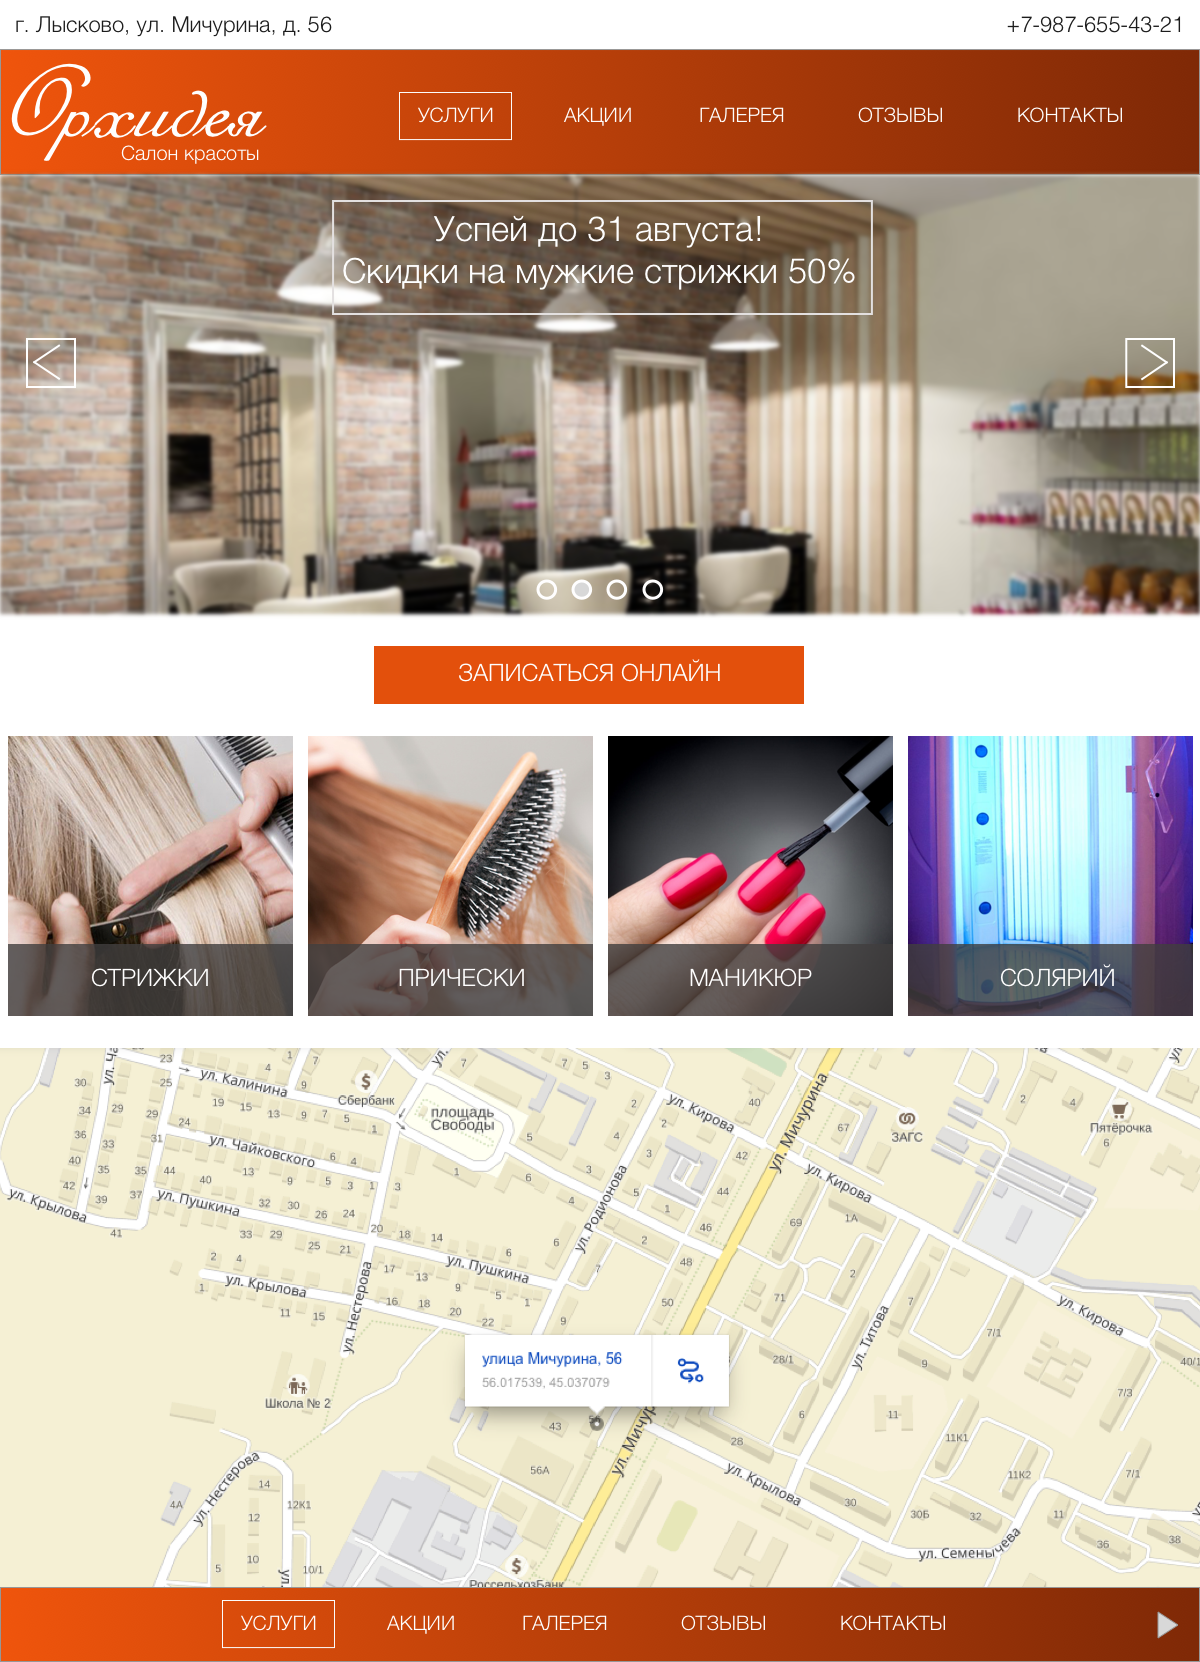 г. Лысково, ул. Мичурина, д. 56
+7-987-655-43-21
Орхидея
Салон красоты
УСЛУГИ
АКЦИИ
ГАЛЕРЕЯ
ОТЗЫВЫ
КОНТАКТЫ
Успей до 31 августа!
Скидки на мужкие стрижки 50%
ЗАПИСАТЬСЯ ОНЛАЙН
СТРИЖКИ
ПРИЧЕСКИ
МАНИКЮР
СОЛЯРИЙ
ул. Калинина
Сбербанк
площадь
Свободы
ул. Кирова
ул. Мичурина
ЗАГС
Пятёрочка
ул. Чайковского
ул. Кирова
ул. Крылова
ул. Пушкина
ул. Родионова
ул. Пушкина
ул. Крылова
ул. Нестерова
ул. Кирова
ул. Титова
улица Мичурина, 56
56.017539, 45.037079
Школа № 2
ул. Нестерова
ул. Крылова
ул. Семенычева
РоссельхозБанк
УСЛУГИ
АКЦИИ
ГАЛЕРЕЯ
ОТЗЫВЫ
КОНТАКТЫ